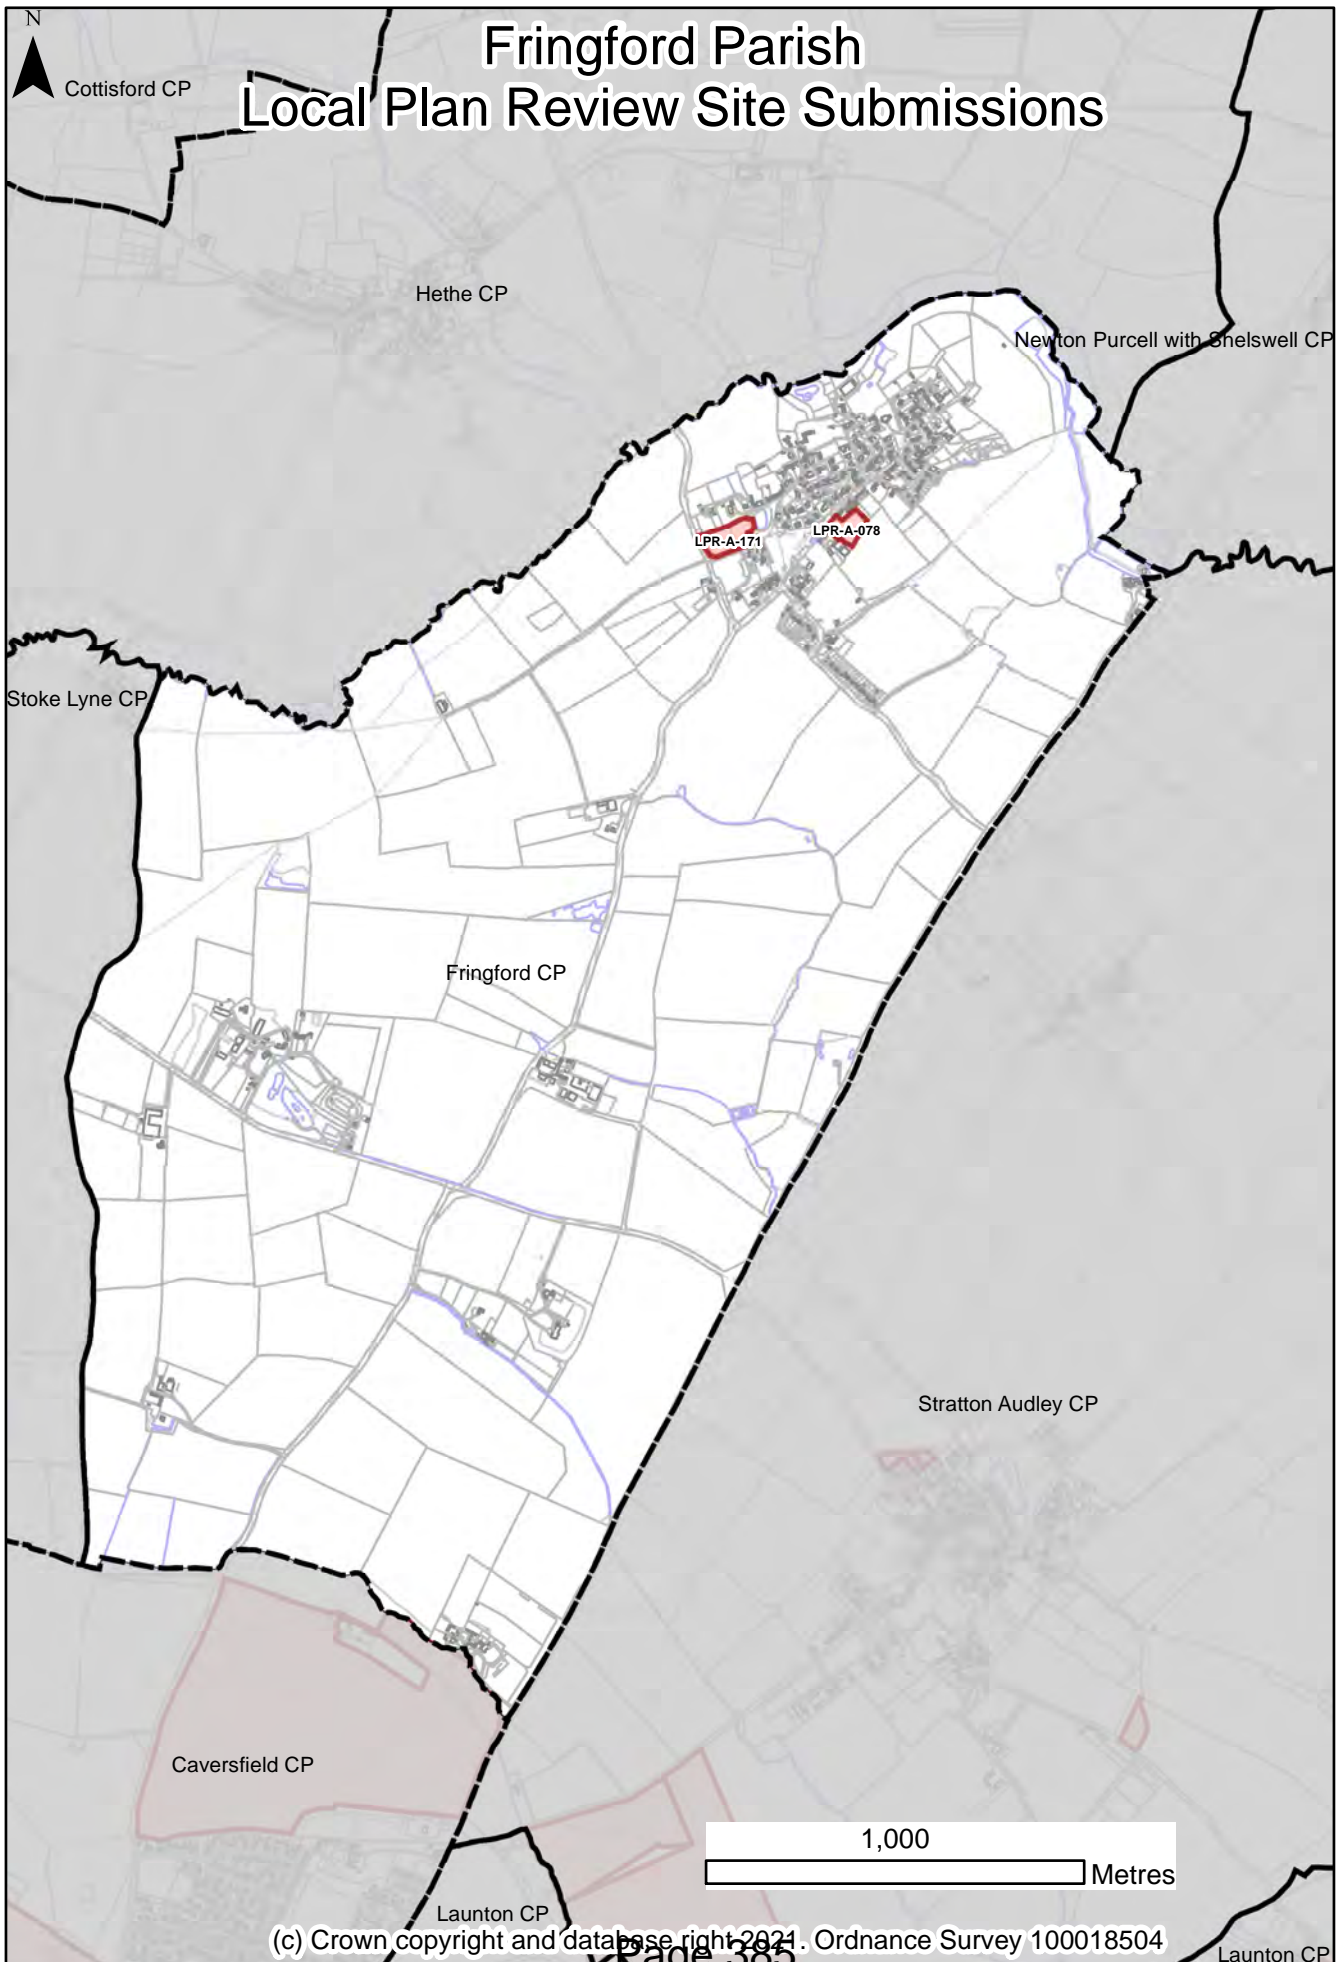 N
Fringford Parish
Local Plan Review Site Submissions
Cottisford CP
Hethe CP
Newton Purcell with Shelswell CP
LPR-A-171
LPR-A-078
Stoke Lyne CP
Fringford CP
Stratton Audley CP
Caversfield CP
1,000
Metres
Launton CP
(c) Crown copyright and database right 2021. Ordnance Survey 100018504
Page 385
Launton CP